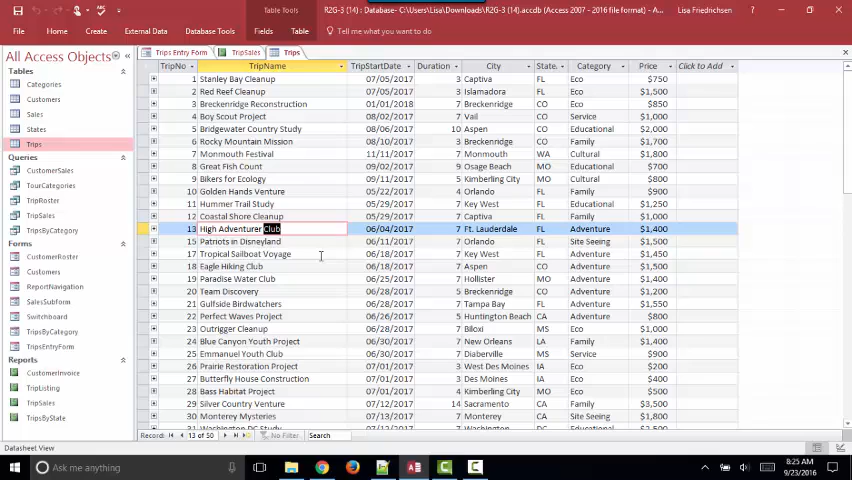 Table Tools
R2G-3 (14) : Database- C:\Users\Lisa\Downloads\R2G-3 (14).accdb (Access 2007 - 2016 file format) - A...
Lisa Friedrichsen
File Home Create External Data Database Tools Fields Table Tell me what you want to do
All Access Objects
Trips Entry Form TripSales Trips
TripNo TripName TripStartDate Duration City State. Category Price Click to Add
Tables
Categories
Customers
Sales
States
Trips
Queries
CustomerSales
TourCategories
TripRoster
TripSales
TripsByCategory
Forms
CustomerRoster
Customers
ReportNavigation
SalesSubform
Switchboard
TripsByCategory
TripsEntryForm
Reports
CustomerInvoice
TripListing
TripSales
TripsByState
1 Stanley Bay Cleanup 07/05/2017 3 Captiva FL Eco $750
2 Red Reef Cleanup 07/05/2017 3 Islamadora FL Eco $1,500
3 Breckenridge Reconstruction 01/01/2018 7 Breckenridge CO Eco $850
4 Boy Scout Project 08/02/2017 7 Vail CO Service $1,000
5 Bridgewater Country Study 08/06/2017 10 Aspen CO Educational $2,000
6 Rocky Mountain Mission 08/10/2017 7 Breckenridge CO Family $1,700
7 Monmouth Festival 11/11/2017 7 Monmouth WA Cultural $1,800
8 Great Fish Count 09/02/2017 9 Osage Beach MO Educational $700
9 Bikers for Ecology 09/11/2017 5 Kimberling City MO Cultural $580
10 Golden Hands Venture 05/22/2017 4 Orlando FL Family $900
11 Hummer Trail Study 05/29/2017 7 Key West FL Educational $1,250
12 Coastal Shore Cleanup 05/29/2017 7 Captiva FL Family $1,000
13 High Adventurer Club 06/04/2017 7 Ft. Lauderdale FL Adventure $1,400
15 Patriots in Disneyland 06/11/2017 7 Orlando FL Site Seeing $1,500
17 Tropical Sailboat Voyage 06/18/2017 7 Key West FL Adventure $1,450
18 Eagle Hiking Club 06/18/2017 7 Aspen CO Adventure $1,500
19 Paradise Water Club 06/25/2017 7 Hollister MO Adventure $1,400
20 Team Discovery 06/28/2017 5 Breckenridge CO Adventure $1,200
21 Gulfside Birdwatchers 06/28/2017 7 Tampa Bay FL Adventure $1,550
22 Perfect Waves Project 06/28/2017 5 Huntington Beach CA Family $800
23 Outrigger Cleanup 06/28/2017 7 Biloxi MS Eco $1,000
24 Blue Canyon Youth Project 06/30/2017 7 New Orleans LA Family $1,400
25 Emmanuel Youth Club 06/30/2017 7 Diaberville MS Service $900
26 Prairie Restoration Project 06/30/2017 3 West Des Moines IA Eco $200
27 Butterfly House Construction 06/30/2017 3 Des Moines IA Eco $400
28 Bass Habitat Project 07/01/2017 4 Kimberling City MO Eco $500
29 Silver Country Venture 07/08/2017 14 Sacramento CA Family $3,500
30 Monterey Mysteries 07/13/2017 7 Monterey CA Site Seeing $1,800
31 Washington DC Study 07/20/2017 7 Washington
Record: 13 of 50 No Filter Search
Datasheet View
Ask me anything
8:25 AM
9/23/2016